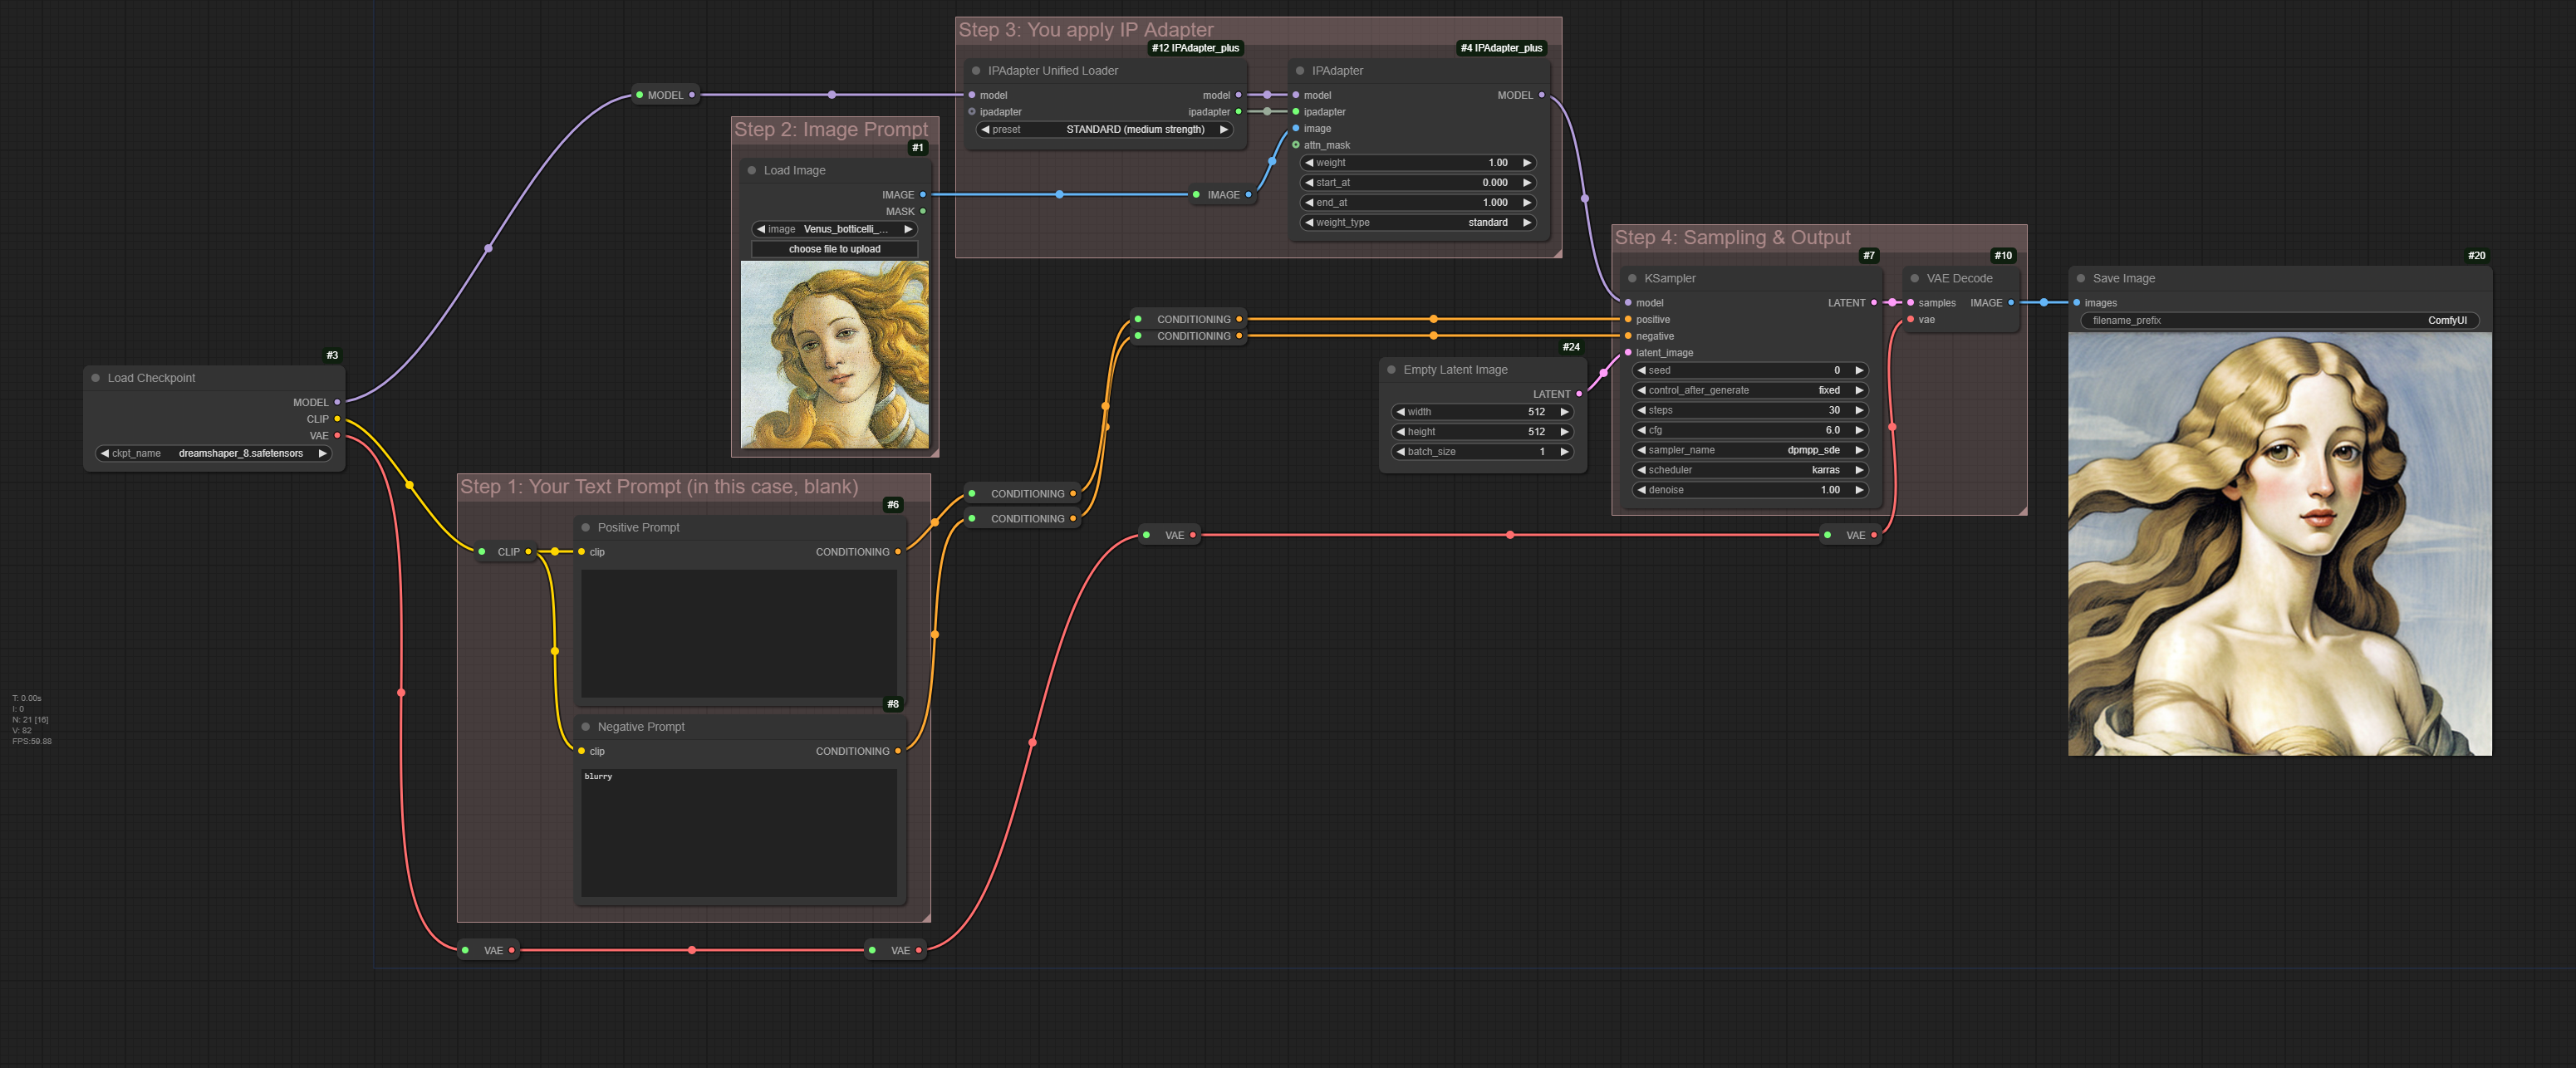 Step 3: You apply IP Adapter
#12 IPAdapter_plus
#4 IPAdapter_plus
IPAdapter Unified Loader
model model
ipadapter ipadapter
preset STANDARD (medium strength)
IPAdapter
model MODEL
ipadapter
image
attn_mask
weight 1.00
start_at 0.000
end_at 1.000
weight_type standard
MODEL
IMAGE
Step 2: Image Prompt
#1
Load Image
IMAGE
MASK
image Venus_botticelli_...
choose file to upload
#3
Load Checkpoint
MODEL
CLIP
VAE
ckpt_name dreamshaper_8.safetensors
Step 1: Your Text Prompt (in this case, blank)
#6
Positive Prompt
CLIP
clip CONDITIONING
#8
Negative Prompt
clip CONDITIONING
blurry
VAE
VAE
CONDITIONING
CONDITIONING
CONDITIONING
CONDITIONING
VAE
VAE
#24
Empty Latent Image
LATENT
width 512
height 512
batch_size 1
Step 4: Sampling & Output
#7
KSampler
model LATENT
positive
negative
latent_image
seed 0
control_after_generate fixed
steps 30
cfg 6.0
sampler_name dpmpp_sde
scheduler karras
denoise 1.00
#10
VAE Decode
samples IMAGE
vae
#20
Save Image
images
filename_prefix ComfyUI
T: 0.00s
I: 0
N: 21 [16]
V: 82
FPS:59.88